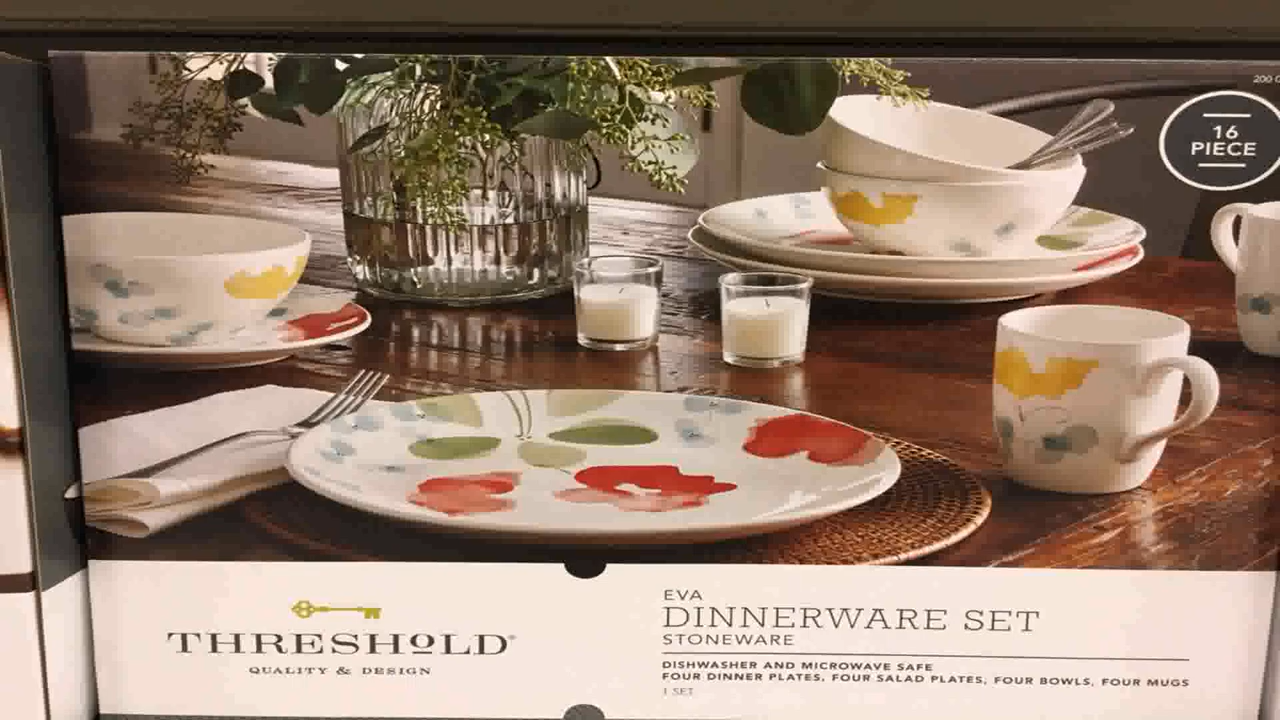 200 
16
PIECE
THRESHOLD
QUALITY & DESIGN
EVA
DINNERWARE SET
STONEWARE
DISHWASHER AND MICROWAVE SAFE
FOUR DINNER PLATES, FOUR SALAD PLATES, FOUR BOWLS, FOUR MUGS
1 SET